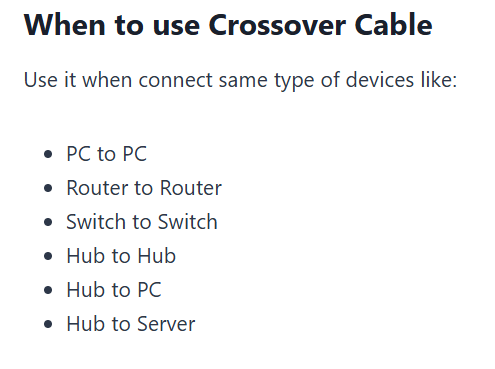 When to use Crossover Cable
Use it when connect same type of devices like:
• PC to PC
• Router to Router
• Switch to Switch
• Hub to Hub
• Hub to PC
• Hub to Server